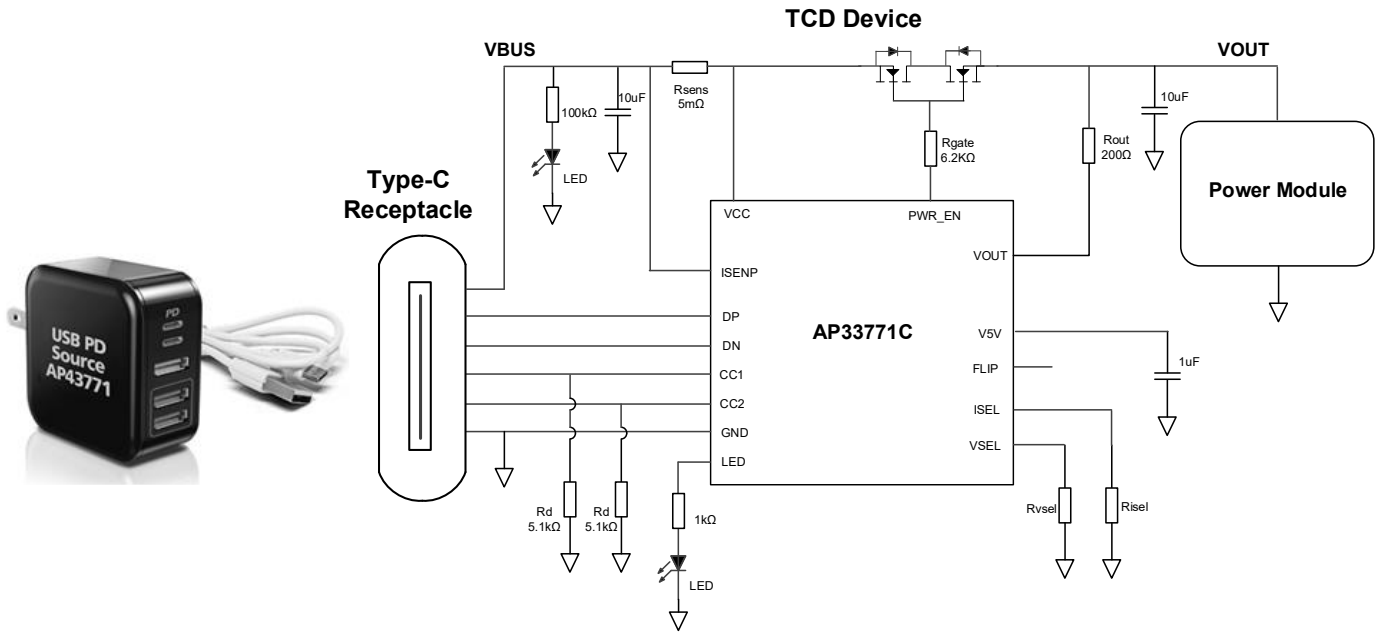 TCD Device
VBUS
VOUT
Rsens
5mΩ
100kΩ
10uF
LED
Rgate
6.2KΩ
Rout
200Ω
10uF
Type-C
Receptacle
Power Module
VCC
PWR_EN
VOUT
ISENP
DP
DN
CC1
CC2
GND
LED
AP33771C
V5V
FLIP
ISEL
VSEL
1uF
PD
USB PD
Source
AP43771
Rd
5.1kΩ
Rd
5.1kΩ
1kΩ
LED
Rvsel
Risel